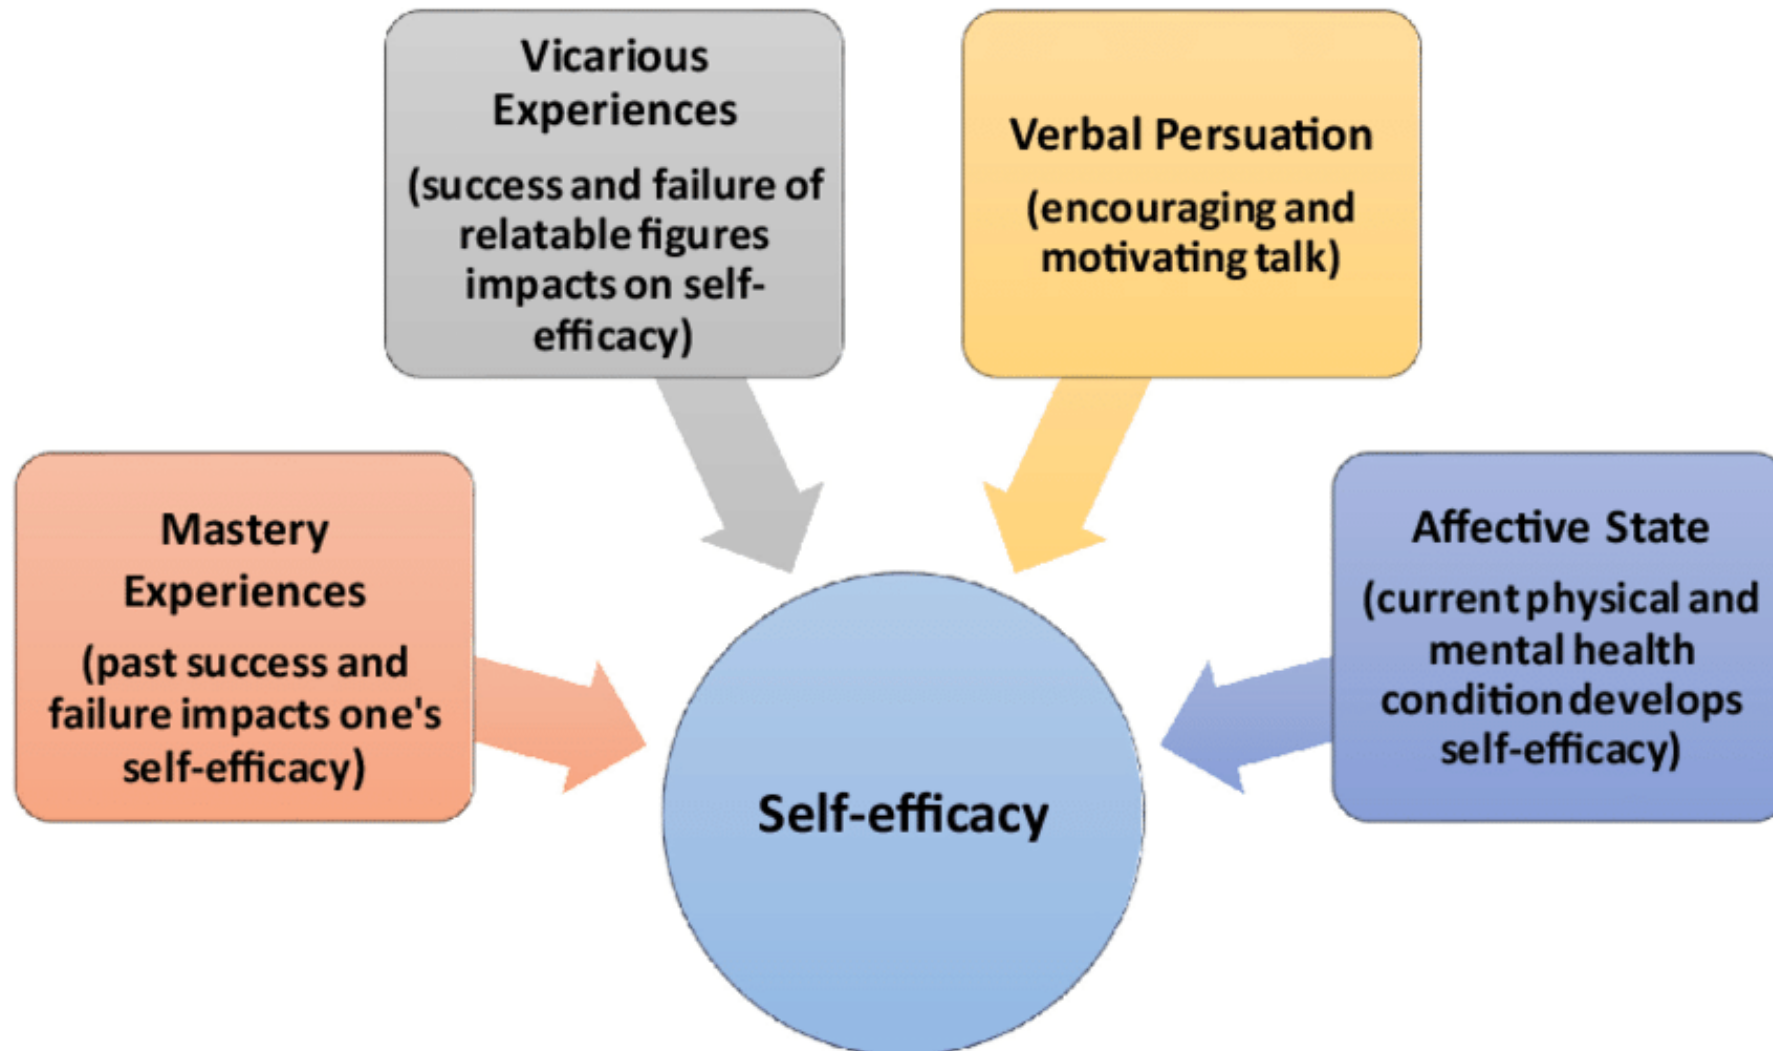 Vicarious
Experiences
(success and failure of
relatable figures
impacts on self-
efficacy)
Verbal Persuation
(encouraging and
motivating talk)
Mastery
Experiences
(past success and
failure impacts one's
self-efficacy)
Affective State
(current physical and
mental health
condition develops
self-efficacy)
Self-efficacy